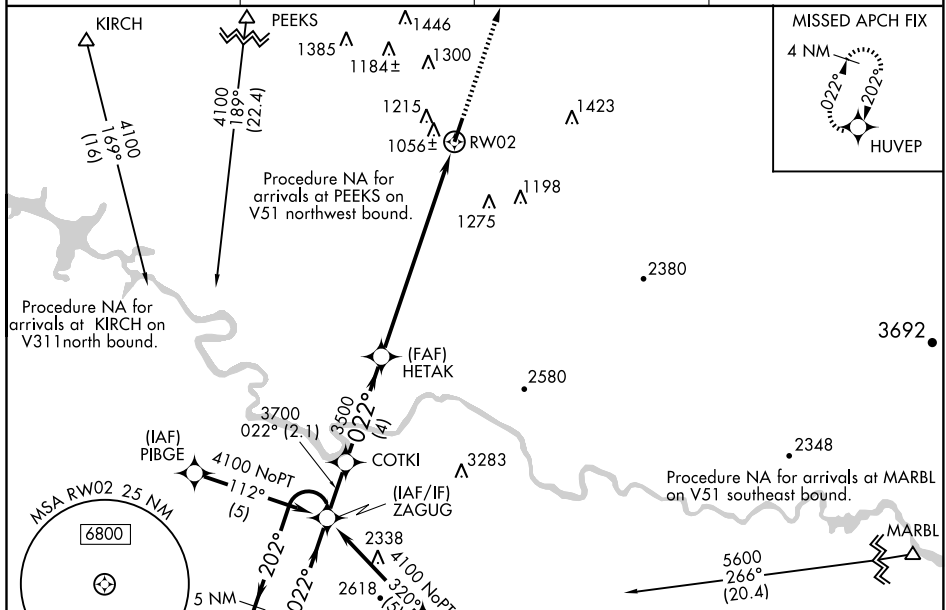 KIRCH
PEEKS
1446
1385
1184±
1300
MISSED APCH FIX
4 NM
022°
202°
HUVEP
4100
169°
(16)
4100
189°
(22.4)
1215
1056±
RW02
1423
Procedure NA for
arrivals at PEEKS on
V51 northwest bound.
1198
1275
2380
Procedure NA for
arrivals at KIRCH on
V311north bound.
3692
(FAF)
HETAK
2580
3700
022° (2.1)
3500
022°
(4)
(IAF)
PIBGE
4100 NoPT
112°
(5)
COTKI
3283
2348
Procedure NA for arrivals at MARBL
on V51 southeast bound.
(IAF/IF)
ZAGUG
MSA RW02 25 NM
6800
MARBL
2338
4100 NoPT
320°
(5)
2618
5600
266°
(20.4)
202°
022°
5 NM